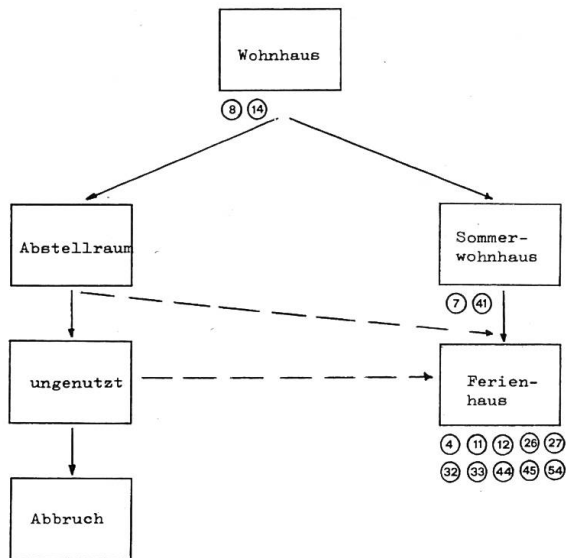 Wohnhaus
8 14
Abstellraum
Sommer-
wohnhaus
7 41
ungenutzt
Ferien-
haus
4 11 12 26 27
32 33 44 45 54
Abbruch